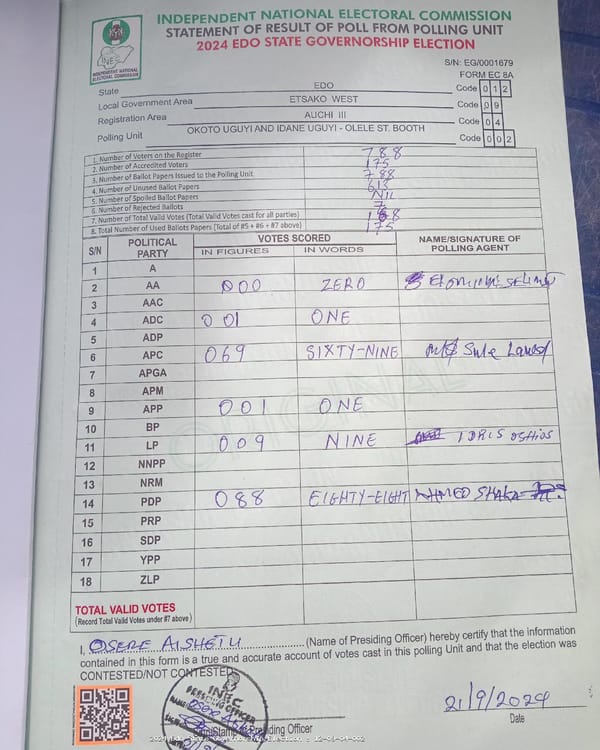 INDEPENDENT NATIONAL ELECTORAL COMMISSION
STATEMENT OF RESULT OF POLL FROM POLLING UNIT
2024 EDO STATE GOVERNORSHIP ELECTION
INEC
INDEPENDENT NATIONAL ELECTORAL COMMISSION
S/N: EG/0001679
FORM EC 8A
State EDO Code 0 1 2
Local Government Area ETSAKO WEST Code 0 9
Registration Area AUCHI III Code 0 4
Polling Unit OKOTO UGUYI AND IDANE UGUYI - OLELE ST. BOOTH Code 0 0 2
1. Number of Voters on the Register 788
2. Number of Accredited Voters 175
3. Number of Ballot Papers Issued to the Polling Unit 788
4. Number of Unused Ballot Papers 613
5. Number of Spoiled Ballot Papers NIL
6. Number of Rejected Ballots 7
7. Number of Total Valid Votes (Total Valid Votes cast for all parties) 168
8. Total Number of Used Ballots Papers (Total of #5 + #6 + #7 above) 175
S/N POLITICAL PARTY VOTES SCORED NAME/SIGNATURE OF POLLING AGENT
IN FIGURES IN WORDS
1 A
2 AA 000 ZERO
3 AAC
4 ADC 001 ONE
5 ADP
6 APC 069 SIXTY-NINE Sule
7 APGA
8 APM
9 APP 001 ONE
10 BP
11 LP 009 NINE IDRIS
12 NNPP
13 NRM
14 PDP 088 EIGHTY-EIGHT AHMED SHAKA
15 PRP
16 SDP
17 YPP
18 ZLP
ORIGINAL
TOTAL VALID VOTES
(Record Total Valid Votes under #7 above)
I, OSERE AISHETU (Name of Presiding Officer) hereby certify that the information
contained in this form is a true and accurate account of votes cast in this polling Unit and that the election was
CONTESTED/NOT CONTESTED
INEC
PRESIDING OFFICER
21/9/2024
Presiding Officer
Date